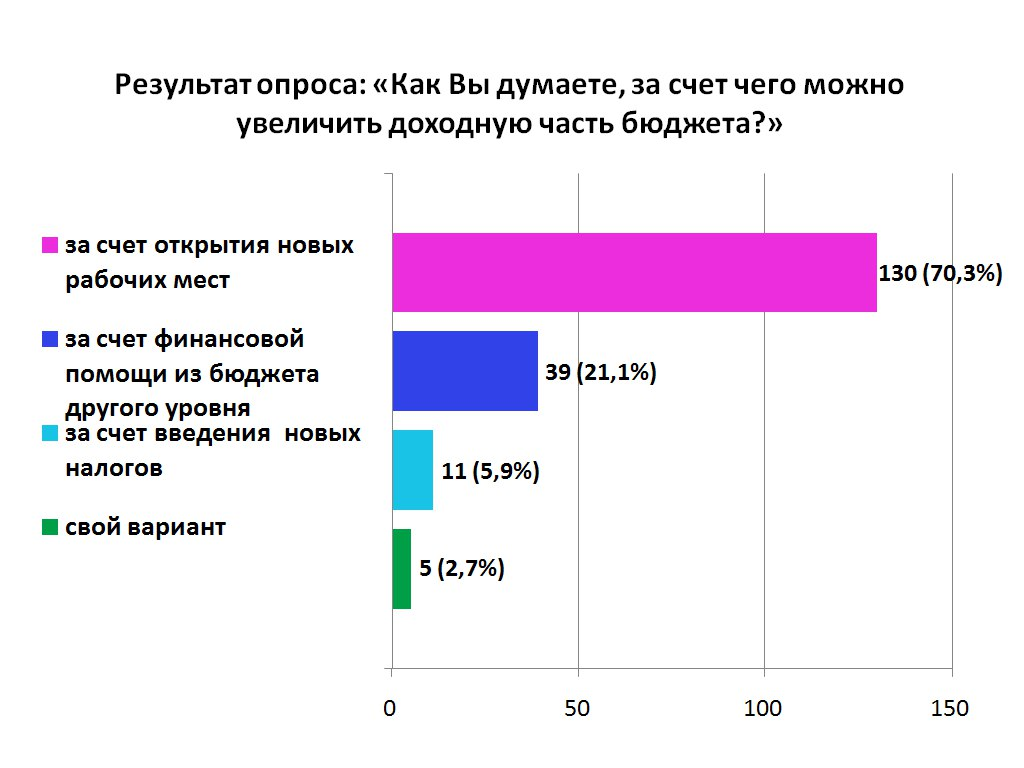 Результат опроса: «Как Вы думаете, за счет чего можно
увеличить доходную часть бюджета?»
за счет открытия новых
рабочих мест
130 (70,3%)
за счет финансовой
помощи из бюджета
другого уровня
39 (21,1%)
за счет введения  новых
налогов
11 (5,9%)
свой вариант
5 (2,7%)
0 50 100 150